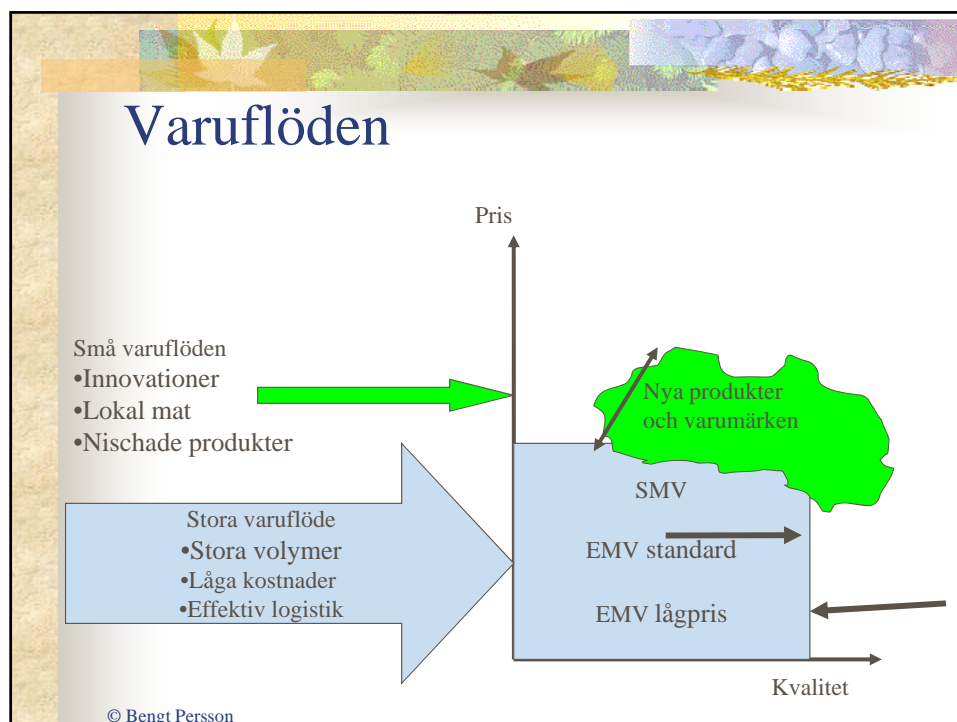 Varuflöden
Pris
Små varuflöden
•Innovationer
•Lokal mat
•Nischade produkter
Nya produkter
och varumärken
Stora varuflöde
•Stora volymer
•Låga kostnader
•Effektiv logistik
SMV
EMV standard
EMV lågpris
Kvalitet
© Bengt Persson